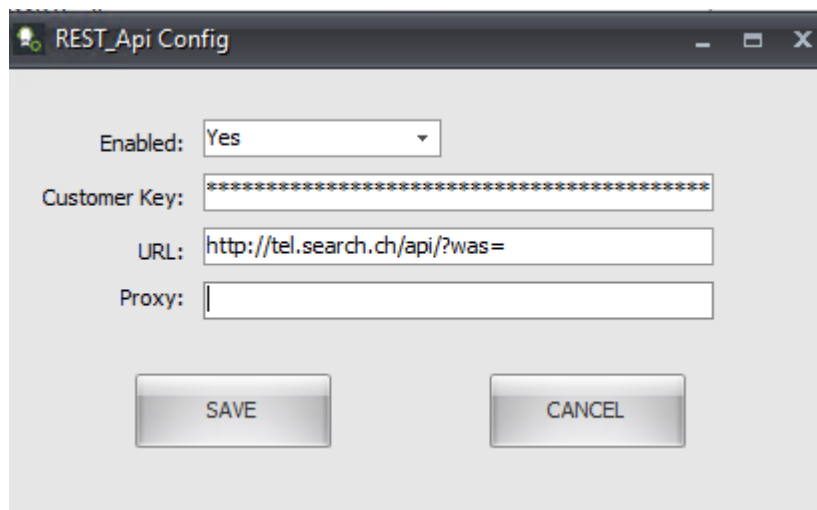 REST_Api Config
Enabled: Yes
Customer Key: ******************************************
URL: http://tel.search.ch/api/?was=
Proxy:
SAVE CANCEL